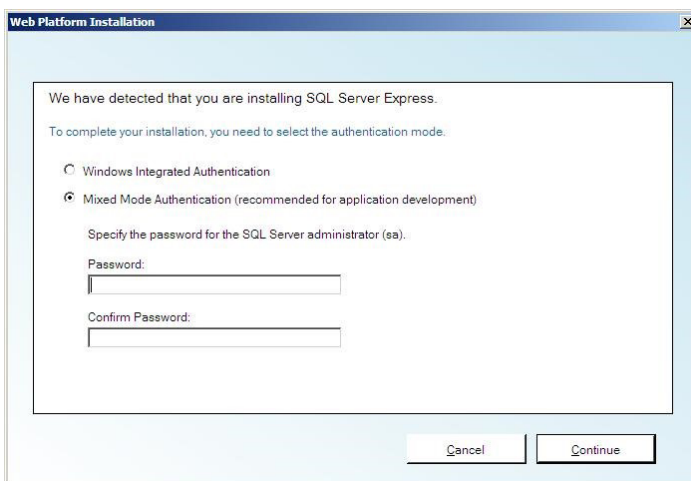 Web Platform Installation
We have detected that you are installing SQL Server Express.
To complete your installation, you need to select the authentication mode.
Windows Integrated Authentication
Mixed Mode Authentication (recommended for application development)
Specify the password for the SQL Server administrator (sa).
Password:
Confirm Password:
Cancel Continue